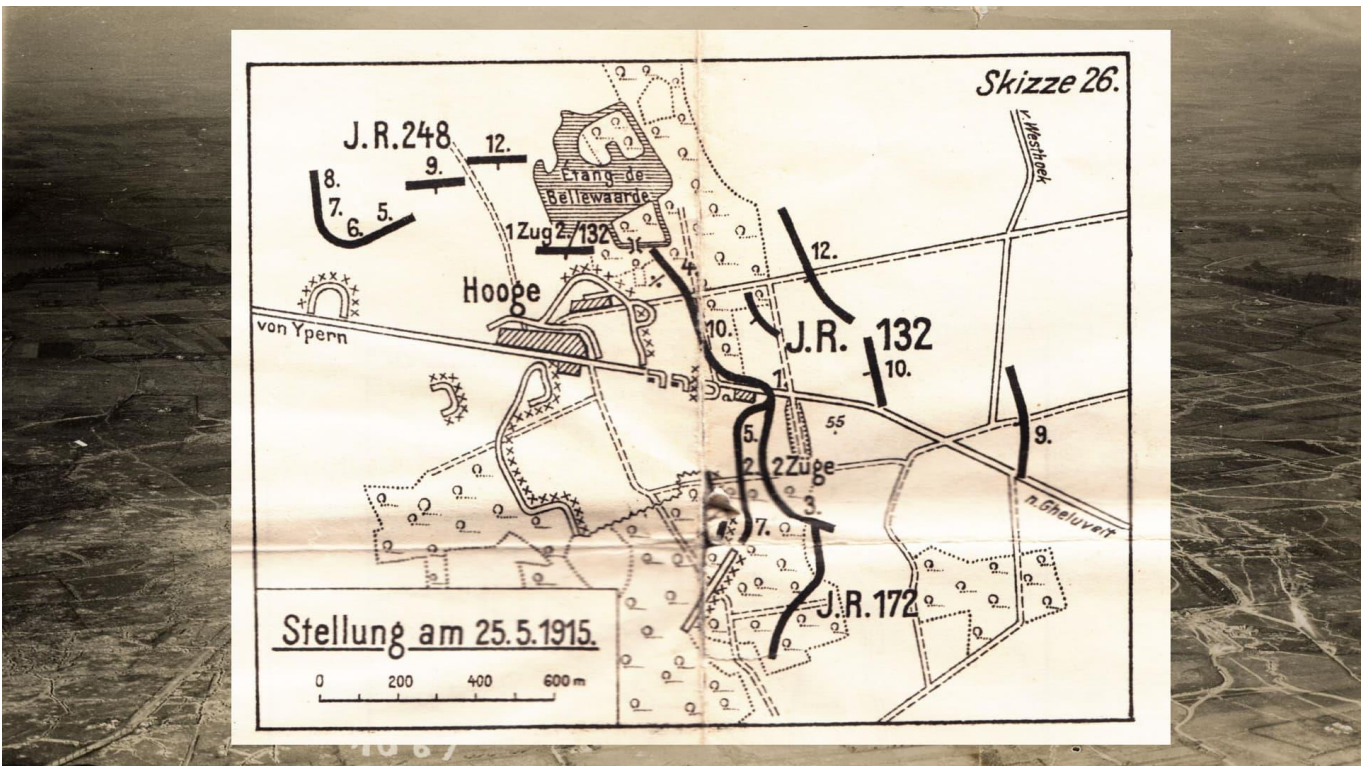 Skizze 26.
v. Westhoek
J.R. 248
12.
9.
8.
7.
6.
5.
Étang de
Bellewaarde
1 Zug 2./132
4.
12.
Hooge
von Ypern
10.
J.R. 132
10.
1.
55
5.
9.
2.
2 Züge
3.
7.
n. Gheluvelt
J.R. 172
Stellung am 25.5.1915.
0 200 400 600 m